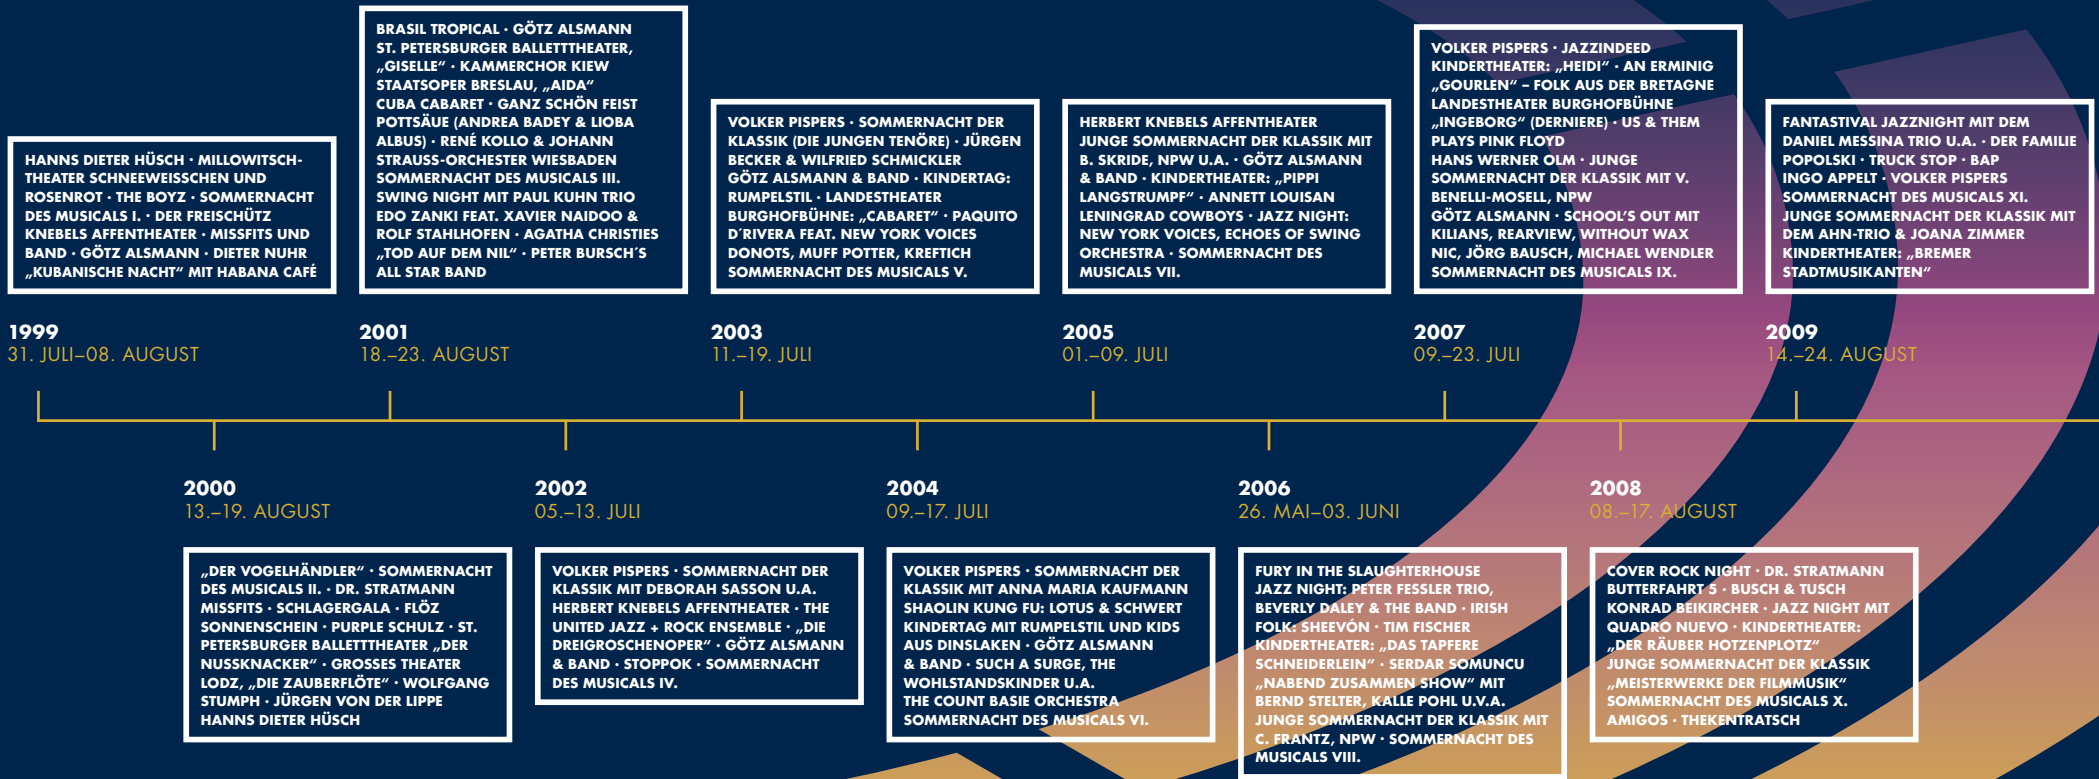 HANNS DIETER HÜSCH · MILLOWITSCH-
THEATER SCHNEEWEISSCHEN UND
ROSENROT · THE BOYZ · SOMMERNACHT
DES MUSICALS I. · DER FREISCHÜTZ
KNEBELS AFFENTHEATER · MISSFITS UND
BAND · GÖTZ ALSMANN · DIETER NUHR
„KUBANISCHE NACHT“ MIT HABANA CAFÉ
1999
31. JULI–08. AUGUST
„DER VOGELHÄNDLER“ · SOMMERNACHT
DES MUSICALS II. · DR. STRATMANN
MISSFITS · SCHLAGERGALA · FLÖZ
SONNENSCHEIN · PURPLE SCHULZ · ST.
PETERSBURGER BALLETTTHEATER „DER
NUSSKNACKER“ · GROSSES THEATER
LODZ, „DIE ZAUBERFLÖTE“ · WOLFGANG
STUMPH · JÜRGEN VON DER LIPPE
HANNS DIETER HÜSCH
2000
13.–19. AUGUST
BRASIL TROPICAL · GÖTZ ALSMANN
ST. PETERSBURGER BALLETTTHEATER,
„GISELLE“ · KAMMERCHOR KIEW
STAATSOPER BRESLAU, „AIDA“
CUBA CABARET · GANZ SCHÖN FEIST
POTTSÄUE (ANDREA BADEY & LIOBA
ALBUS) · RENÉ KOLLO & JOHANN
STRAUSS-ORCHESTER WIESBADEN
SOMMERNACHT DES MUSICALS III.
SWING NIGHT MIT PAUL KUHN TRIO
EDO ZANKI FEAT. XAVIER NAIDOO &
ROLF STAHLHOFEN · AGATHA CHRISTIES
„TOD AUF DEM NIL“ · PETER BURSCH´S
ALL STAR BAND
2001
18.–23. AUGUST
VOLKER PISPERS · SOMMERNACHT DER
KLASSIK MIT DEBORAH SASSON U.A.
HERBERT KNEBELS AFFENTHEATER · THE
UNITED JAZZ + ROCK ENSEMBLE · „DIE
DREIGROSCHENOPER“ · GÖTZ ALSMANN
& BAND · STOPPOK · SOMMERNACHT
DES MUSICALS IV.
2002
05.–13. JULI
VOLKER PISPERS · SOMMERNACHT DER
KLASSIK (DIE JUNGEN TENÖRE) · JÜRGEN
BECKER & WILFRIED SCHMICKLER
GÖTZ ALSMANN & BAND · KINDERTAG:
RUMPELSTIL · LANDESTHEATER
BURGHOFBÜHNE: „CABARET“ · PAQUITO
D´RIVERA FEAT. NEW YORK VOICES
DONOTS, MUFF POTTER, KREFTICH
SOMMERNACHT DES MUSICALS V.
2003
11.–19. JULI
VOLKER PISPERS · SOMMERNACHT DER
KLASSIK MIT ANNA MARIA KAUFMANN
SHAOLIN KUNG FU: LOTUS & SCHWERT
KINDERTAG MIT RUMPELSTIL UND KIDS
AUS DINSLAKEN · GÖTZ ALSMANN
& BAND · SUCH A SURGE, THE
WOHLSTANDSKINDER U.A.
THE COUNT BASIE ORCHESTRA
SOMMERNACHT DES MUSICALS VI.
2004
09.–17. JULI
HERBERT KNEBELS AFFENTHEATER
JUNGE SOMMERNACHT DER KLASSIK MIT
B. SKRIDE, NPW U.A. · GÖTZ ALSMANN
& BAND · KINDERTHEATER: „PIPPI
LANGSTRUMPF“ · ANNETT LOUISAN
LENINGRAD COWBOYS · JAZZ NIGHT:
NEW YORK VOICES, ECHOES OF SWING
ORCHESTRA · SOMMERNACHT DES
MUSICALS VII.
2005
01.–09. JULI
FURY IN THE SLAUGHTERHOUSE
JAZZ NIGHT: PETER FESSLER TRIO,
BEVERLY DALEY & THE BAND · IRISH
FOLK: SHEEVÓN · TIM FISCHER
KINDERTHEATER: „DAS TAPFERE
SCHNEIDERLEIN“ · SERDAR SOMUNCU
„NABEND ZUSAMMEN SHOW“ MIT
BERND STELTER, KALLE POHL U.V.A.
JUNGE SOMMERNACHT DER KLASSIK MIT
C. FRANTZ, NPW · SOMMERNACHT DES
MUSICALS VIII.
2006
26. MAI–03. JUNI
VOLKER PISPERS · JAZZINDEED
KINDERTHEATER: „HEIDI“ · AN ERMINIG
„GOURLEN“ – FOLK AUS DER BRETAGNE
LANDESTHEATER BURGHOFBÜHNE
„INGEBORG“ (DERNIERE) · US & THEM
PLAYS PINK FLOYD
HANS WERNER OLM · JUNGE
SOMMERNACHT DER KLASSIK MIT V.
BENELLI-MOSELL, NPW
GÖTZ ALSMANN · SCHOOL’S OUT MIT
KILIANS, REARVIEW, WITHOUT WAX
NIC, JÖRG BAUSCH, MICHAEL WENDLER
SOMMERNACHT DES MUSICALS IX.
2007
09.–23. JULI
COVER ROCK NIGHT · DR. STRATMANN
BUTTERFAHRT 5 · BUSCH & TUSCH
KONRAD BEIKIRCHER · JAZZ NIGHT MIT
QUADRO NUEVO · KINDERTHEATER:
„DER RÄUBER HOTZENPLOTZ“
JUNGE SOMMERNACHT DER KLASSIK
„MEISTERWERKE DER FILMMUSIK“
SOMMERNACHT DES MUSICALS X.
AMIGOS · THEKENTRATSCH
2008
08.–17. AUGUST
FANTASTIVAL JAZZNIGHT MIT DEM
DANIEL MESSINA TRIO U.A. · DER FAMILIE
POPOLSKI · TRUCK STOP · BAP
INGO APPELT · VOLKER PISPERS
SOMMERNACHT DES MUSICALS XI.
JUNGE SOMMERNACHT DER KLASSIK MIT
DEM AHN-TRIO & JOANA ZIMMER
KINDERTHEATER: „BREMER
STADTMUSIKANTEN“
2009
14.–24. AUGUST